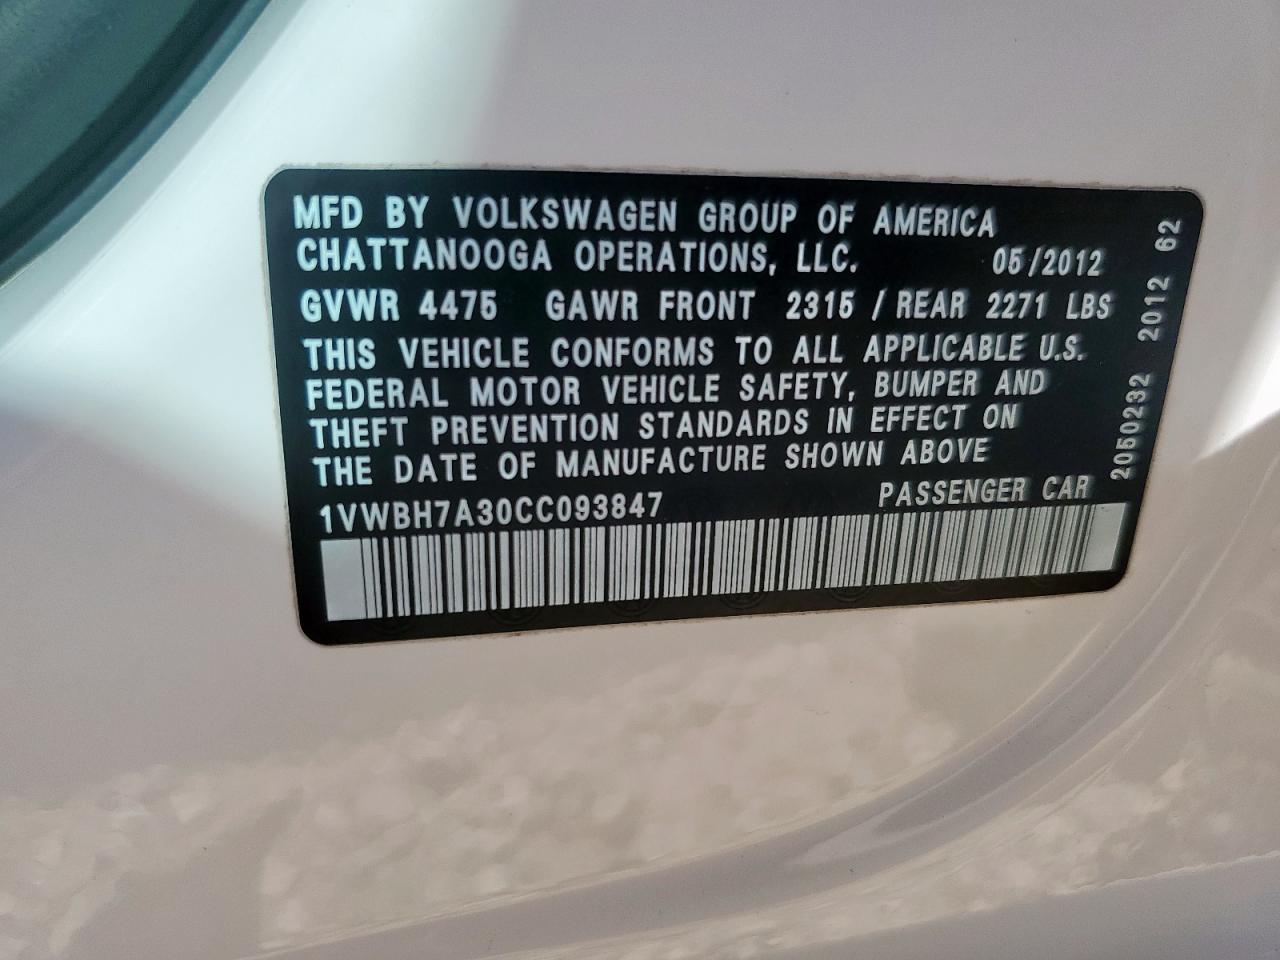 MFD BY VOLKSWAGEN GROUP OF AMERICA
CHATTANOOGA OPERATIONS, LLC. 05/2012
GVWR 4475 GAWR FRONT 2315 / REAR 2271 LBS
THIS VEHICLE CONFORMS TO ALL APPLICABLE U.S.
FEDERAL MOTOR VEHICLE SAFETY, BUMPER AND
THEFT PREVENTION STANDARDS IN EFFECT ON
THE DATE OF MANUFACTURE SHOWN ABOVE
1VWBH7A30CC093847 PASSENGER CAR
2050232 2012 62